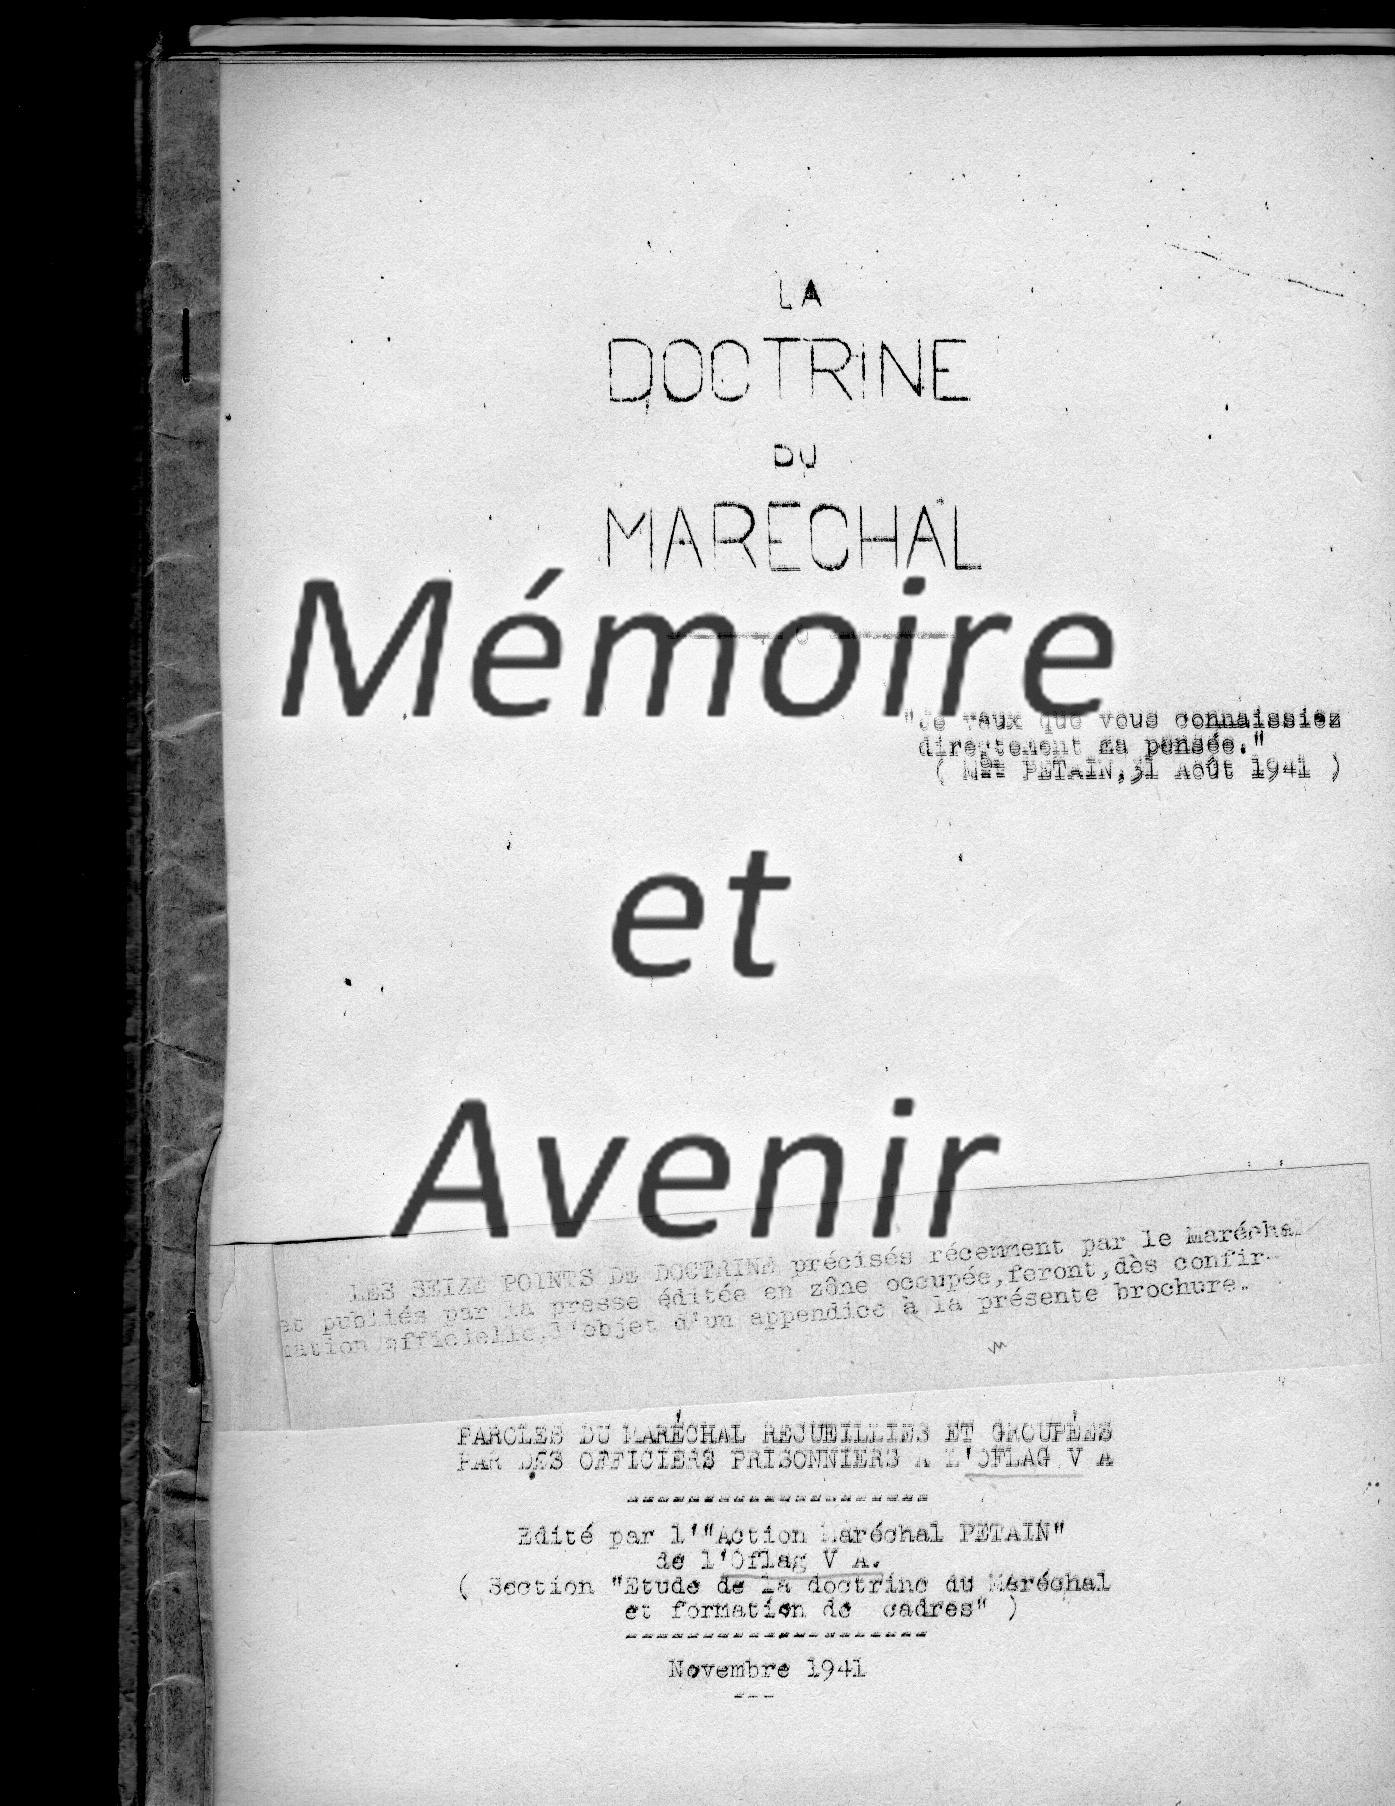 LA
DOCTRINE
DU
MARECHAL
Mémoire
"Je veux que vous connaissiez
directement ma pensée."
( Mal PETAIN,31 Août 1941 )
et
Avenir
LES SEIZE POINTS DE DOCTRINE précisés récemment par le Maréchal
et publiés par la presse éditée en zône occupée,feront,dès confir-
mation officielle,l'objet d'un appendice à la présente brochure.
PAROLES DU MARÉCHAL RECUEILLIES ET GROUPÉES
PAR DES OFFICIERS PRISONNIERS A L'OFLAG V A
Edité par l'"Action Maréchal PETAIN"
de l'Oflag V A.
( Section "Etude de la doctrine du Maréchal
et formation de cadres" )
Novembre 1941